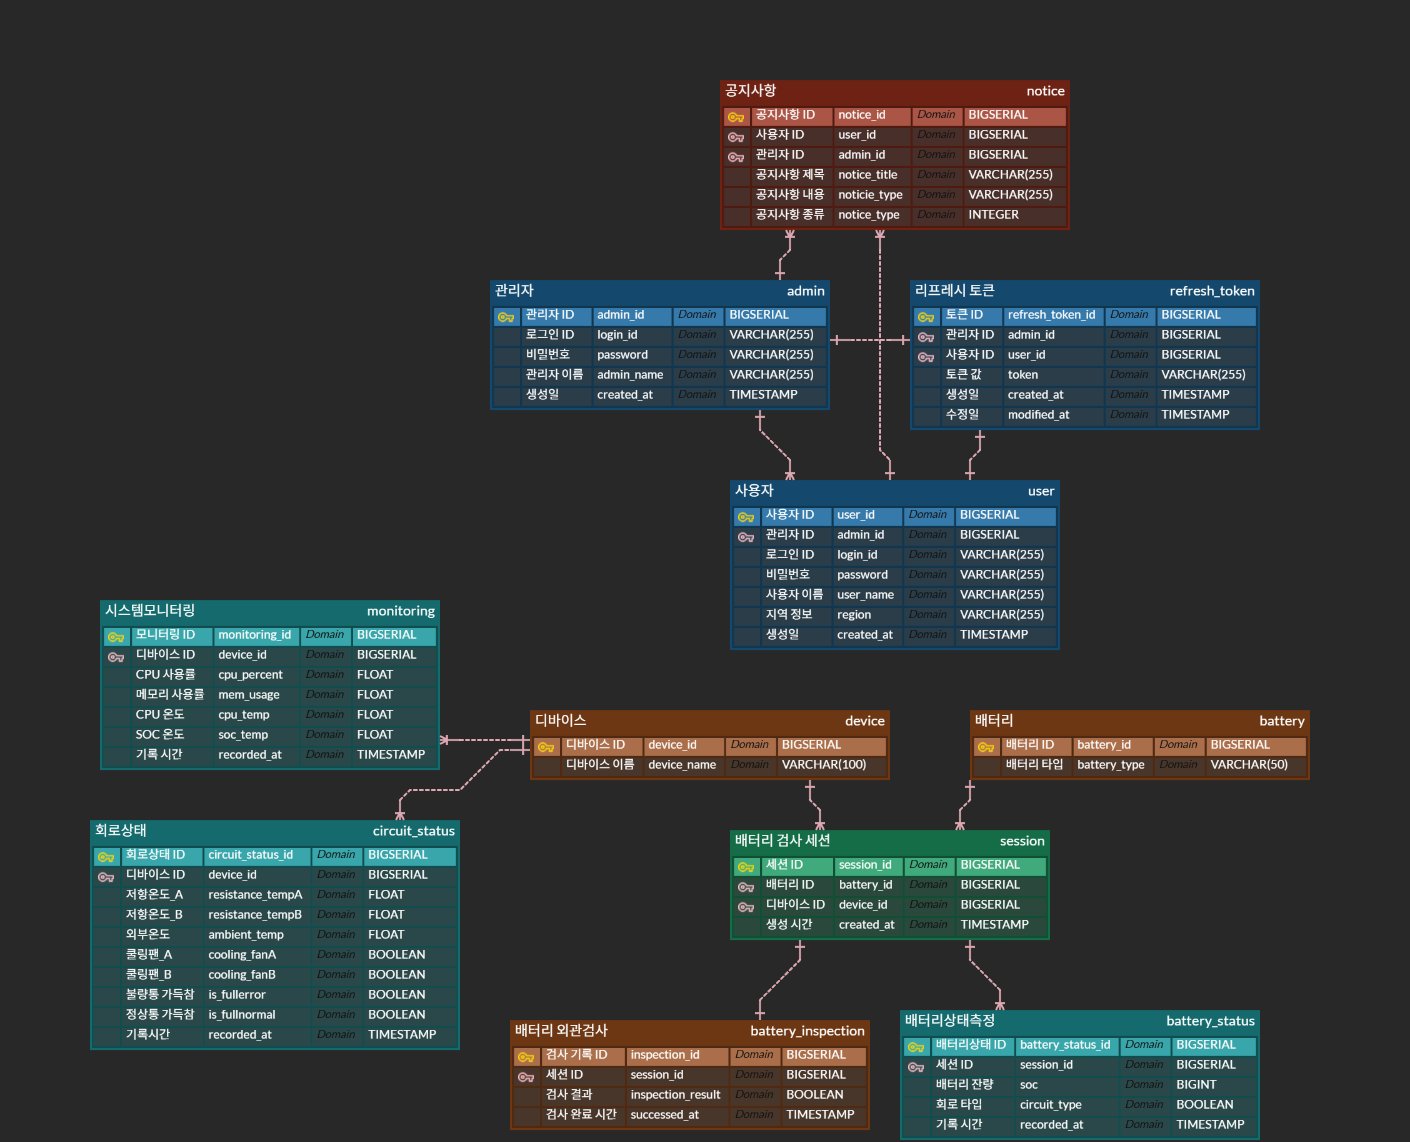 공지사항 notice
공지사항 ID notice_id Domain BIGSERIAL
사용자 ID user_id Domain BIGSERIAL
관리자 ID admin_id Domain BIGSERIAL
공지사항 제목 notice_title Domain VARCHAR(255)
공지사항 내용 noticie_type Domain VARCHAR(255)
공지사항 종류 notice_type Domain INTEGER
관리자 admin
관리자 ID admin_id Domain BIGSERIAL
로그인 ID login_id Domain VARCHAR(255)
비밀번호 password Domain VARCHAR(255)
관리자 이름 admin_name Domain VARCHAR(255)
생성일 created_at Domain TIMESTAMP
리프레시 토큰 refresh_token
토큰 ID refresh_token_id Domain BIGSERIAL
관리자 ID admin_id Domain BIGSERIAL
사용자 ID user_id Domain BIGSERIAL
토큰 값 token Domain VARCHAR(255)
생성일 created_at Domain TIMESTAMP
수정일 modified_at Domain TIMESTAMP
사용자 user
사용자 ID user_id Domain BIGSERIAL
관리자 ID admin_id Domain BIGSERIAL
로그인 ID login_id Domain VARCHAR(255)
비밀번호 password Domain VARCHAR(255)
사용자 이름 user_name Domain VARCHAR(255)
지역 정보 region Domain VARCHAR(255)
생성일 created_at Domain TIMESTAMP
시스템모니터링 monitoring
모니터링 ID monitoring_id Domain BIGSERIAL
디바이스 ID device_id Domain BIGSERIAL
CPU 사용률 cpu_percent Domain FLOAT
메모리 사용률 mem_usage Domain FLOAT
CPU 온도 cpu_temp Domain FLOAT
SOC 온도 soc_temp Domain FLOAT
기록 시간 recorded_at Domain TIMESTAMP
디바이스 device
디바이스 ID device_id Domain BIGSERIAL
디바이스 이름 device_name Domain VARCHAR(100)
배터리 battery
배터리 ID battery_id Domain BIGSERIAL
배터리 타입 battery_type Domain VARCHAR(50)
회로상태 circuit_status
회로상태 ID circuit_status_id Domain BIGSERIAL
디바이스 ID device_id Domain BIGSERIAL
저항온도_A resistance_tempA Domain FLOAT
저항온도_B resistance_tempB Domain FLOAT
외부온도 ambient_temp Domain FLOAT
쿨링팬_A cooling_fanA Domain BOOLEAN
쿨링팬_B cooling_fanB Domain BOOLEAN
불량통 가득참 is_fullerror Domain BOOLEAN
정상통 가득참 is_fullnormal Domain BOOLEAN
기록시간 recorded_at Domain TIMESTAMP
배터리 검사 세션 session
세션 ID session_id Domain BIGSERIAL
배터리 ID battery_id Domain BIGSERIAL
디바이스 ID device_id Domain BIGSERIAL
생성 시간 created_at Domain TIMESTAMP
배터리 외관검사 battery_inspection
검사 기록 ID inspection_id Domain BIGSERIAL
세션 ID session_id Domain BIGSERIAL
검사 결과 inspection_result Domain BOOLEAN
검사 완료 시간 successed_at Domain TIMESTAMP
배터리상태측정 battery_status
배터리상태 ID battery_status_id Domain BIGSERIAL
세션 ID session_id Domain BIGSERIAL
배터리 잔량 soc Domain BIGINT
회로 타입 circuit_type Domain BOOLEAN
기록 시간 recorded_at Domain TIMESTAMP